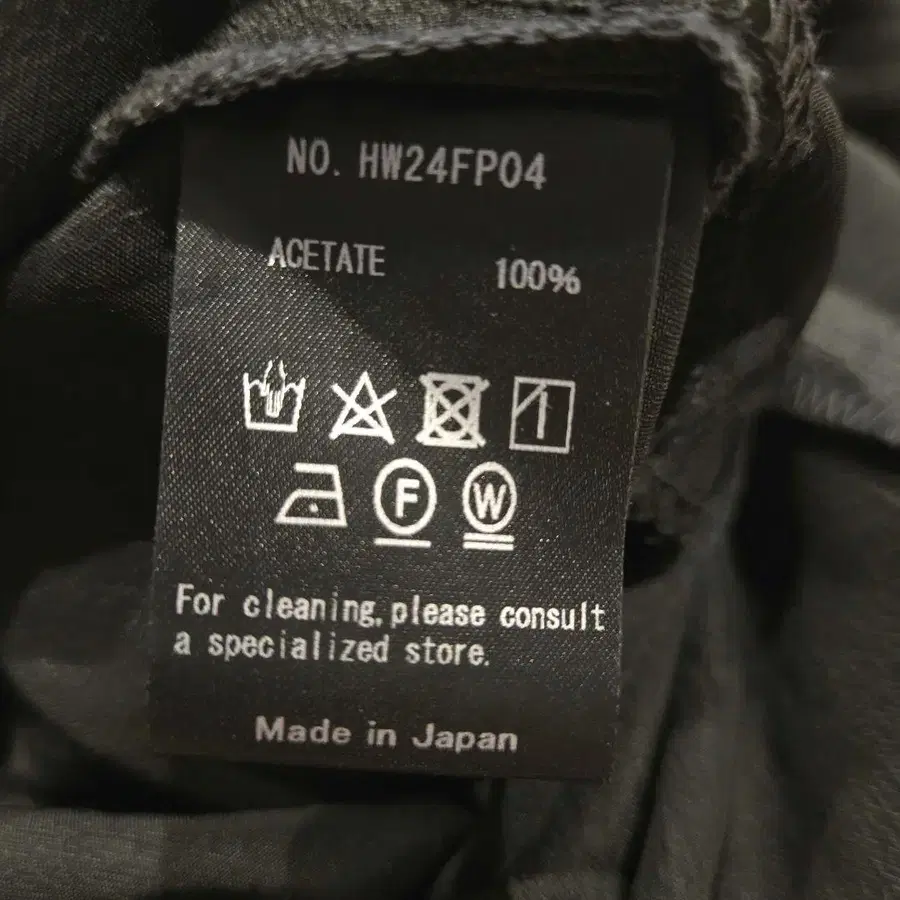 NO. HW24FP04
ACETATE 100%
F W
For cleaning,please consult
a specialized store.
Made in Japan